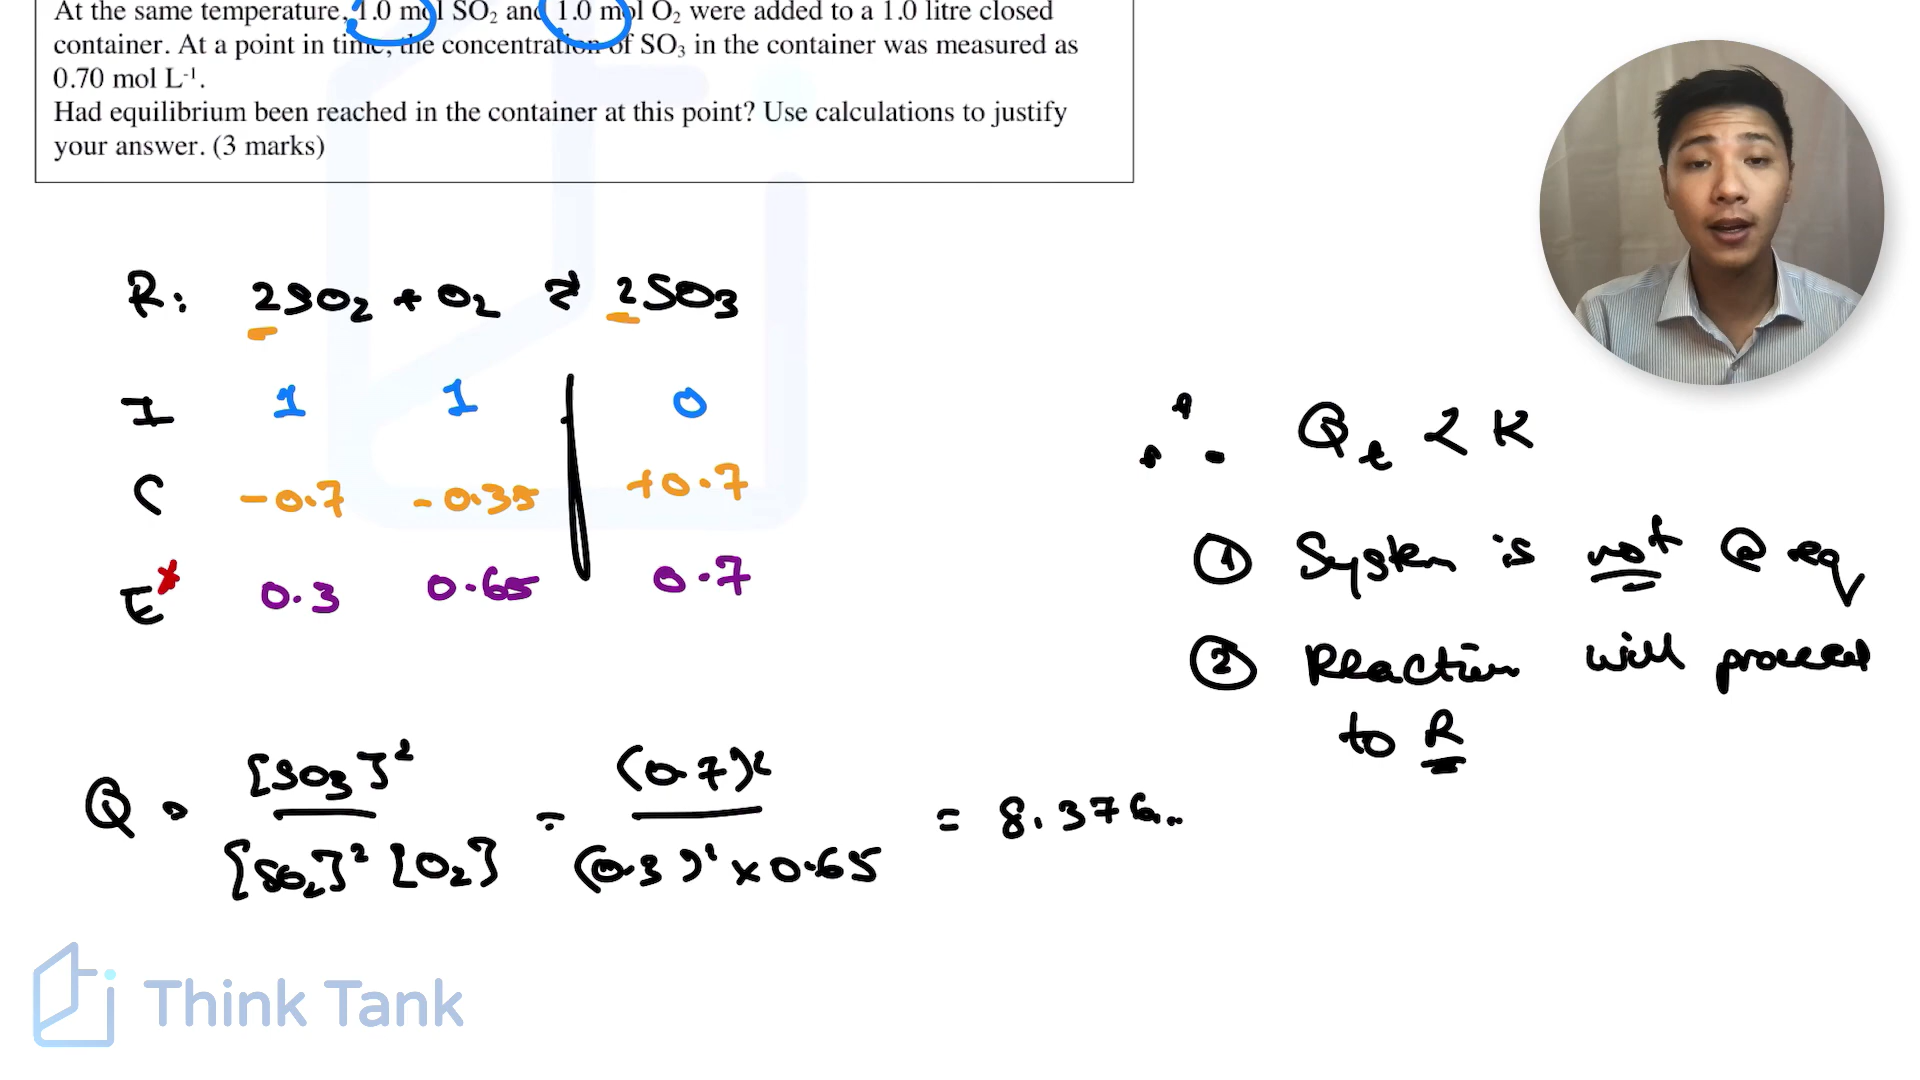 At the same temperature, 1.0 mol SO₂ and 1.0 mol O₂ were added to a 1.0 litre closed
container. At a point in time, the concentration of SO₃ in the container was measured as
0.70 mol L⁻¹.
Had equilibrium been reached in the container at this point? Use calculations to justify
your answer. (3 marks)
R: 2SO₂ + O₂ ⇌ 2SO₃
I 1 1 0
C -0.7 -0.35 +0.7
E* 0.3 0.65 0.7
Q = [SO₃]² / [SO₂]² [O₂] = (0.7)² / (0.3)² × 0.65 = 8.376...
∴ Qt < K
① System is not @ eq
② Reaction will proceed
to R
Think Tank